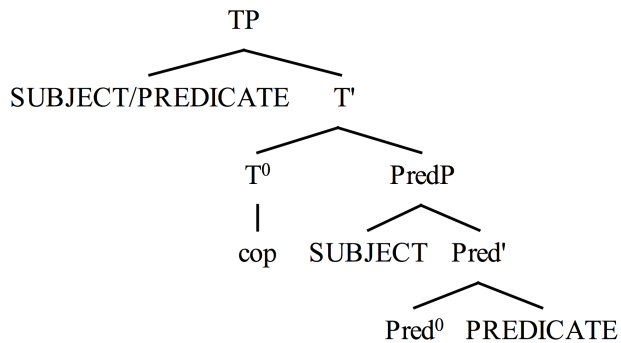 TP
SUBJECT/PREDICATE T'
T⁰ PredP
cop SUBJECT Pred'
Pred⁰ PREDICATE